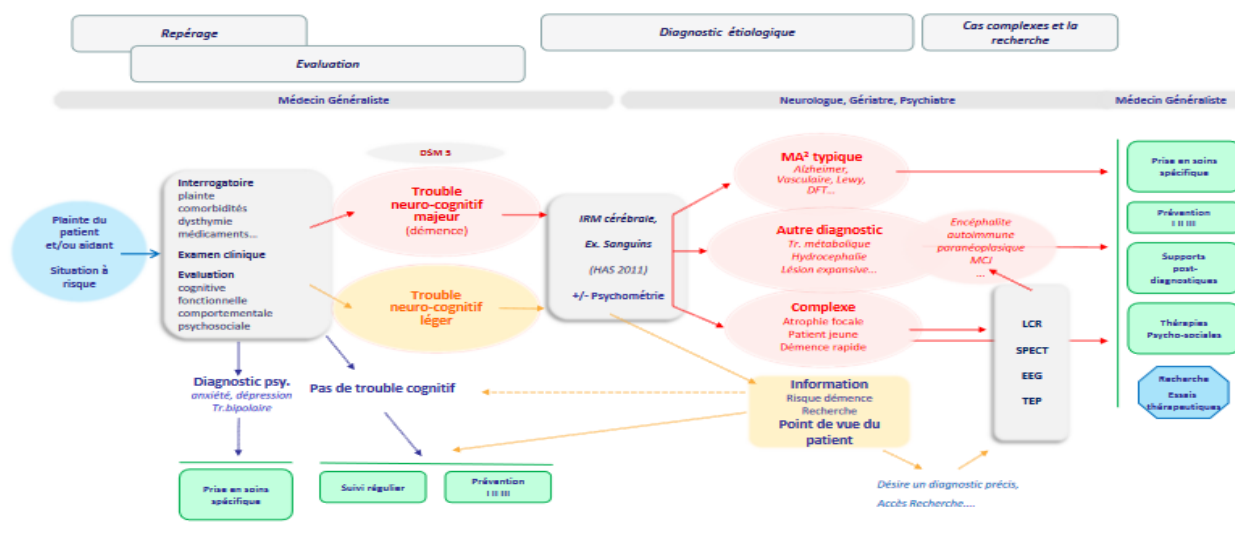 Repérage
Evaluation
Diagnostic étiologique
Cas complexes et la
recherche
Médecin Généraliste
Neurologue, Gériatre, Psychiatre
Médecin Généraliste
Plainte du
patient
et/ou aidant
Situation à
risque
Interrogatoire
plainte
comorbidités
dysthymie
médicaments...
Examen clinique
Evaluation
cognitive
fonctionnelle
comportementale
psychosociale
DSM 5
Trouble
neuro-cognitif
majeur
(démence)
Trouble
neuro-cognitif
léger
IRM cérébrale,
Ex. Sanguins
(HAS 2011)
+/- Psychométrie
MA² typique
Alzheimer,
Vasculaire, Lewy,
DFT...
Autre diagnostic
Tr. métabolique
Hydrocephalie
Lésion expansive...
Complexe
Atrophie focale
Patient jeune
Démence rapide
Encéphalite
autoimmune
paranéoplasique
MCJ
...
LCR
SPECT
EEG
TEP
Prise en soins
spécifique
Prévention
I II III
Supports
post-
diagnostiques
Thérapies
Psycho-sociales
Recherche
Essais
thérapeutiques
Diagnostic psy.
anxiété, dépression
Tr.bipolaire
Pas de trouble cognitif
Information
Risque démence
Recherche
Point de vue du
patient
Prise en soins
spécifique
Suivi régulier
Prévention
I II III
Désire un diagnostic précis,
Accès Recherche....